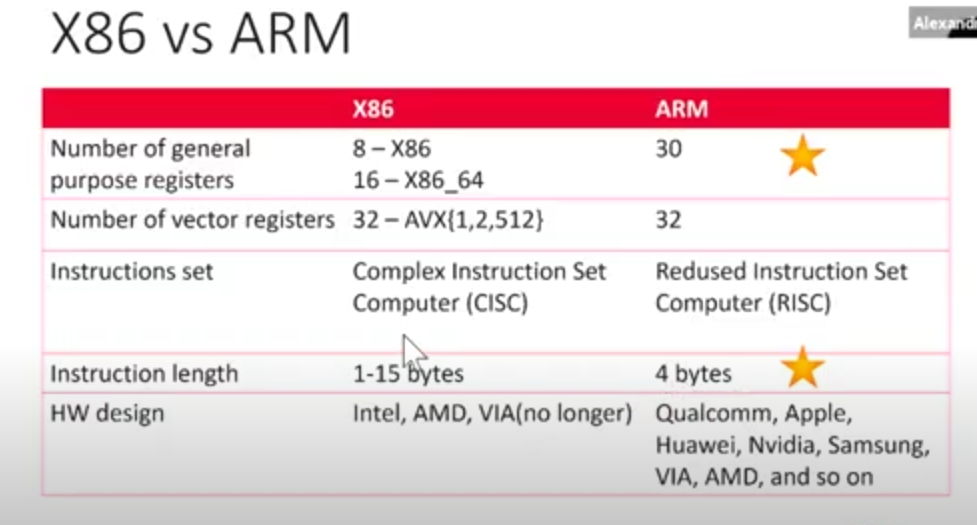 X86 vs ARM
Alexand
X86 ARM
Number of general 8 – X86 30
purpose registers 16 – X86_64
Number of vector registers 32 – AVX{1,2,512} 32
Instructions set Complex Instruction Set Redused Instruction Set
Computer (CISC) Computer (RISC)
Instruction length 1-15 bytes 4 bytes
HW design Intel, AMD, VIA(no longer) Qualcomm, Apple,
Huawei, Nvidia, Samsung,
VIA, AMD, and so on